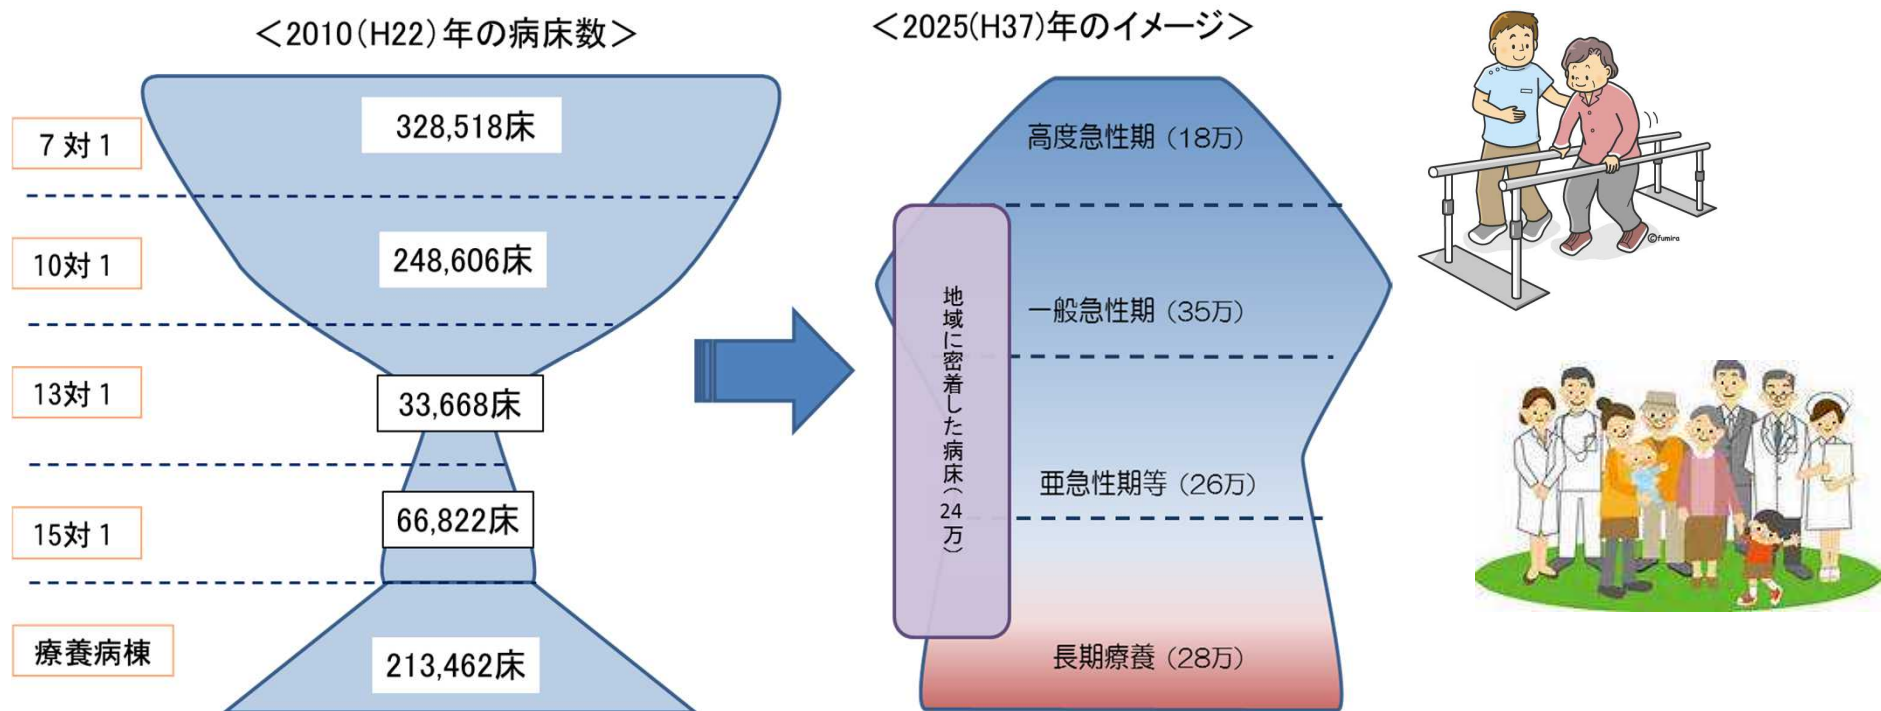 <2010(H22)年の病床数>
7対1
328,518床
10対1
248,606床
13対1
33,668床
15対1
66,822床
療養病棟
213,462床
<2025(H37)年のイメージ>
高度急性期(18万)
一般急性期(35万)
亜急性期等(26万)
長期療養(28万)
地域に密着した病床(24万)
©fumira